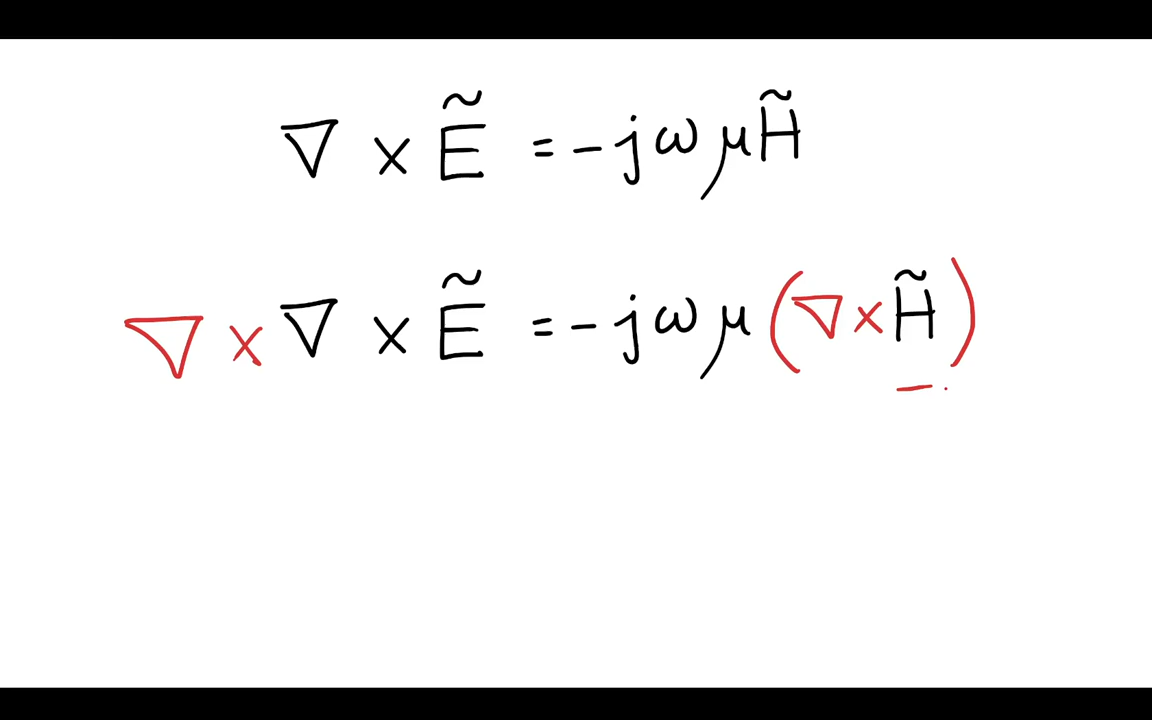 ∇ × Ẽ = -jωμH̃
∇ × ∇ × Ẽ = -jωμ(∇ × H̃)